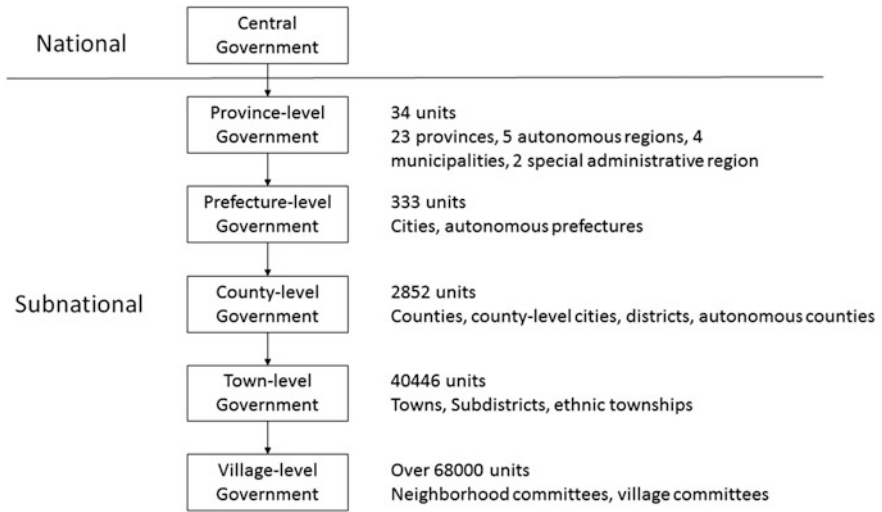 National
Central
Government
Province-level
Government
34 units
23 provinces, 5 autonomous regions, 4
municipalities, 2 special administrative region
Prefecture-level
Government
333 units
Cities, autonomous prefectures
Subnational
County-level
Government
2852 units
Counties, county-level cities, districts, autonomous counties
Town-level
Government
40446 units
Towns, Subdistricts, ethnic townships
Village-level
Government
Over 68000 units
Neighborhood committees, village committees